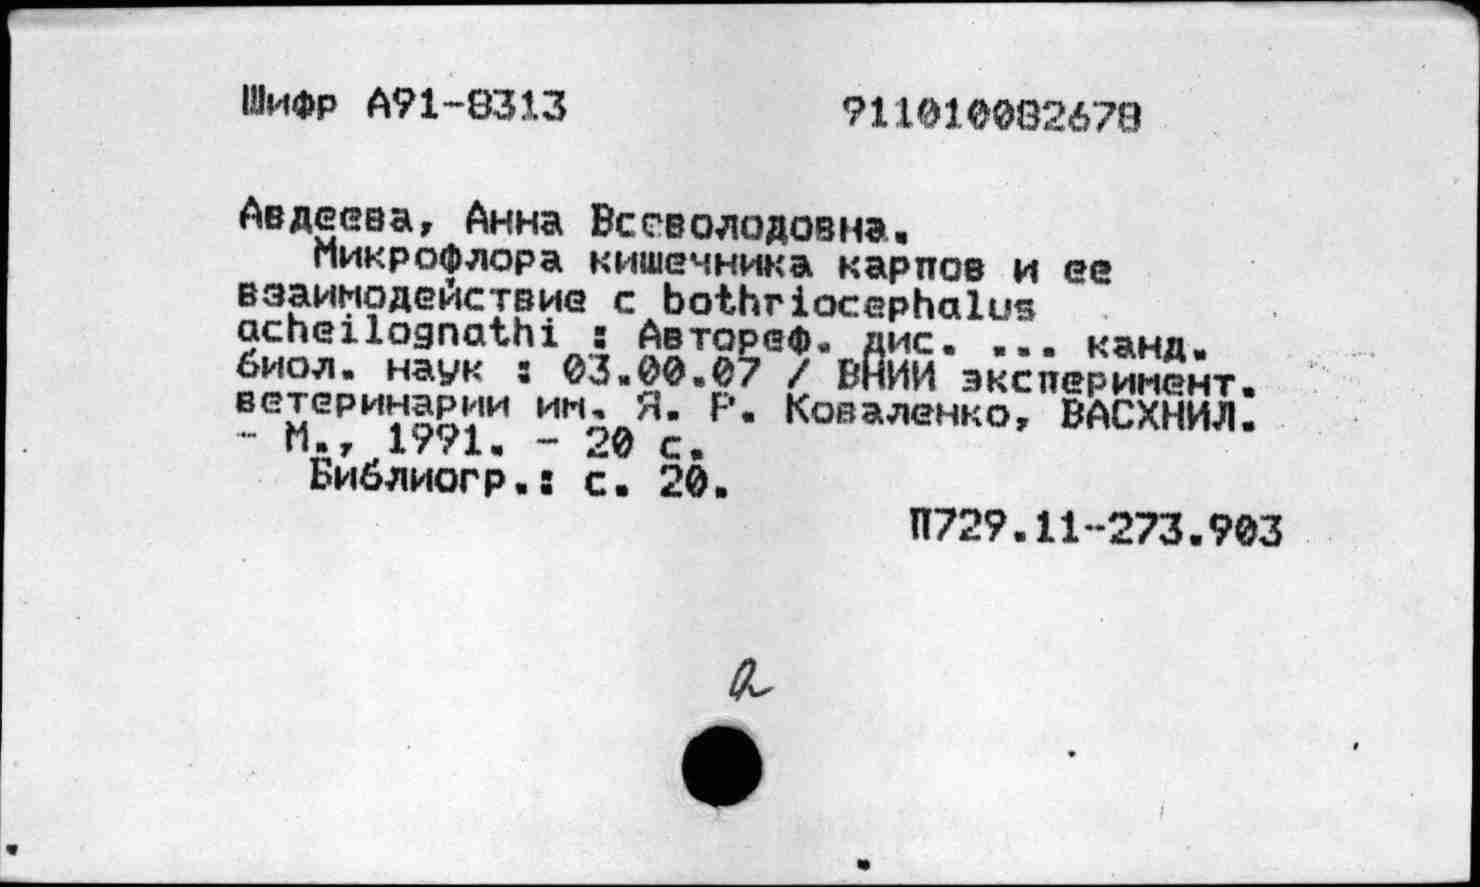 Шифр А91-8313 911010082678
Авдеева, Анна Всеволодовна.
Микрофлора кишечника карпов и ее
взаимодействие с bothriocephalus
acheilognathi : Автореф. дис. ... канд.
биол. наук : 03.00.07 / ВНИИ эксперимент.
ветеринарии им. Я. Р. Коваленко, ВАСХНИЛ.
- М., 1991. - 20 с.
Библиогр.: с. 20.
П729.11-273.903
а